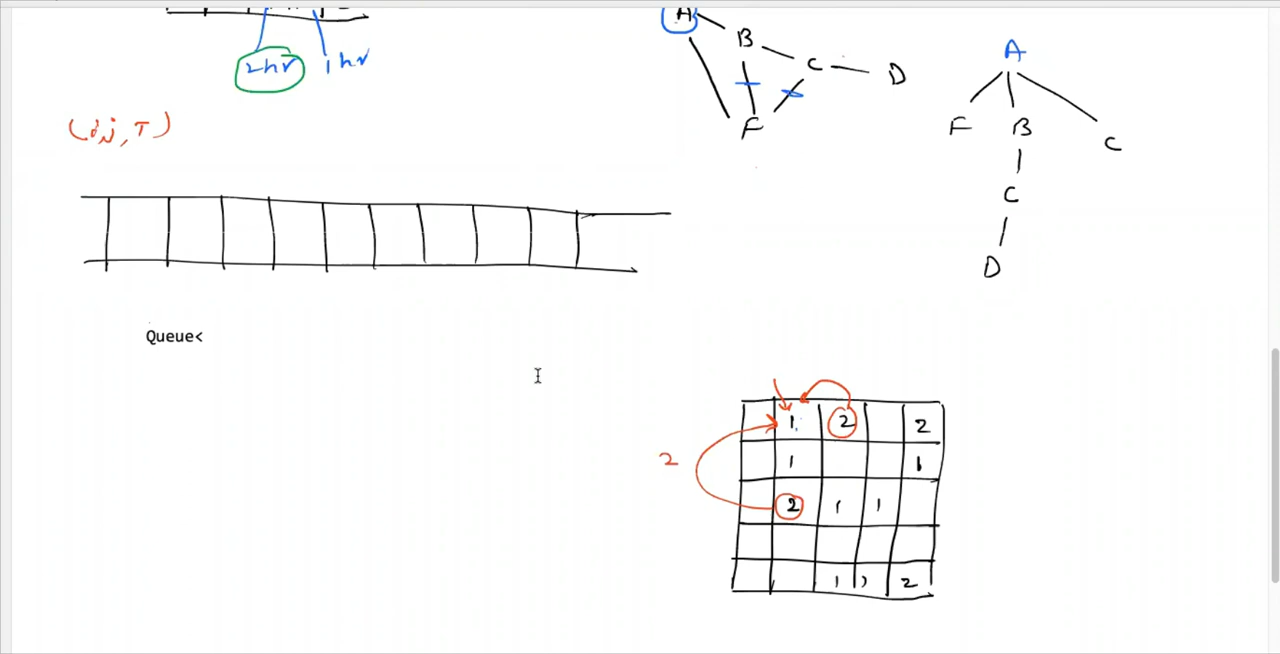 2hr 1hr
(i,j, T)
A
B
C D
F
A
F B C
C
D
Queue<
1 2 2
2 1 1
2 1 1
1 1 2